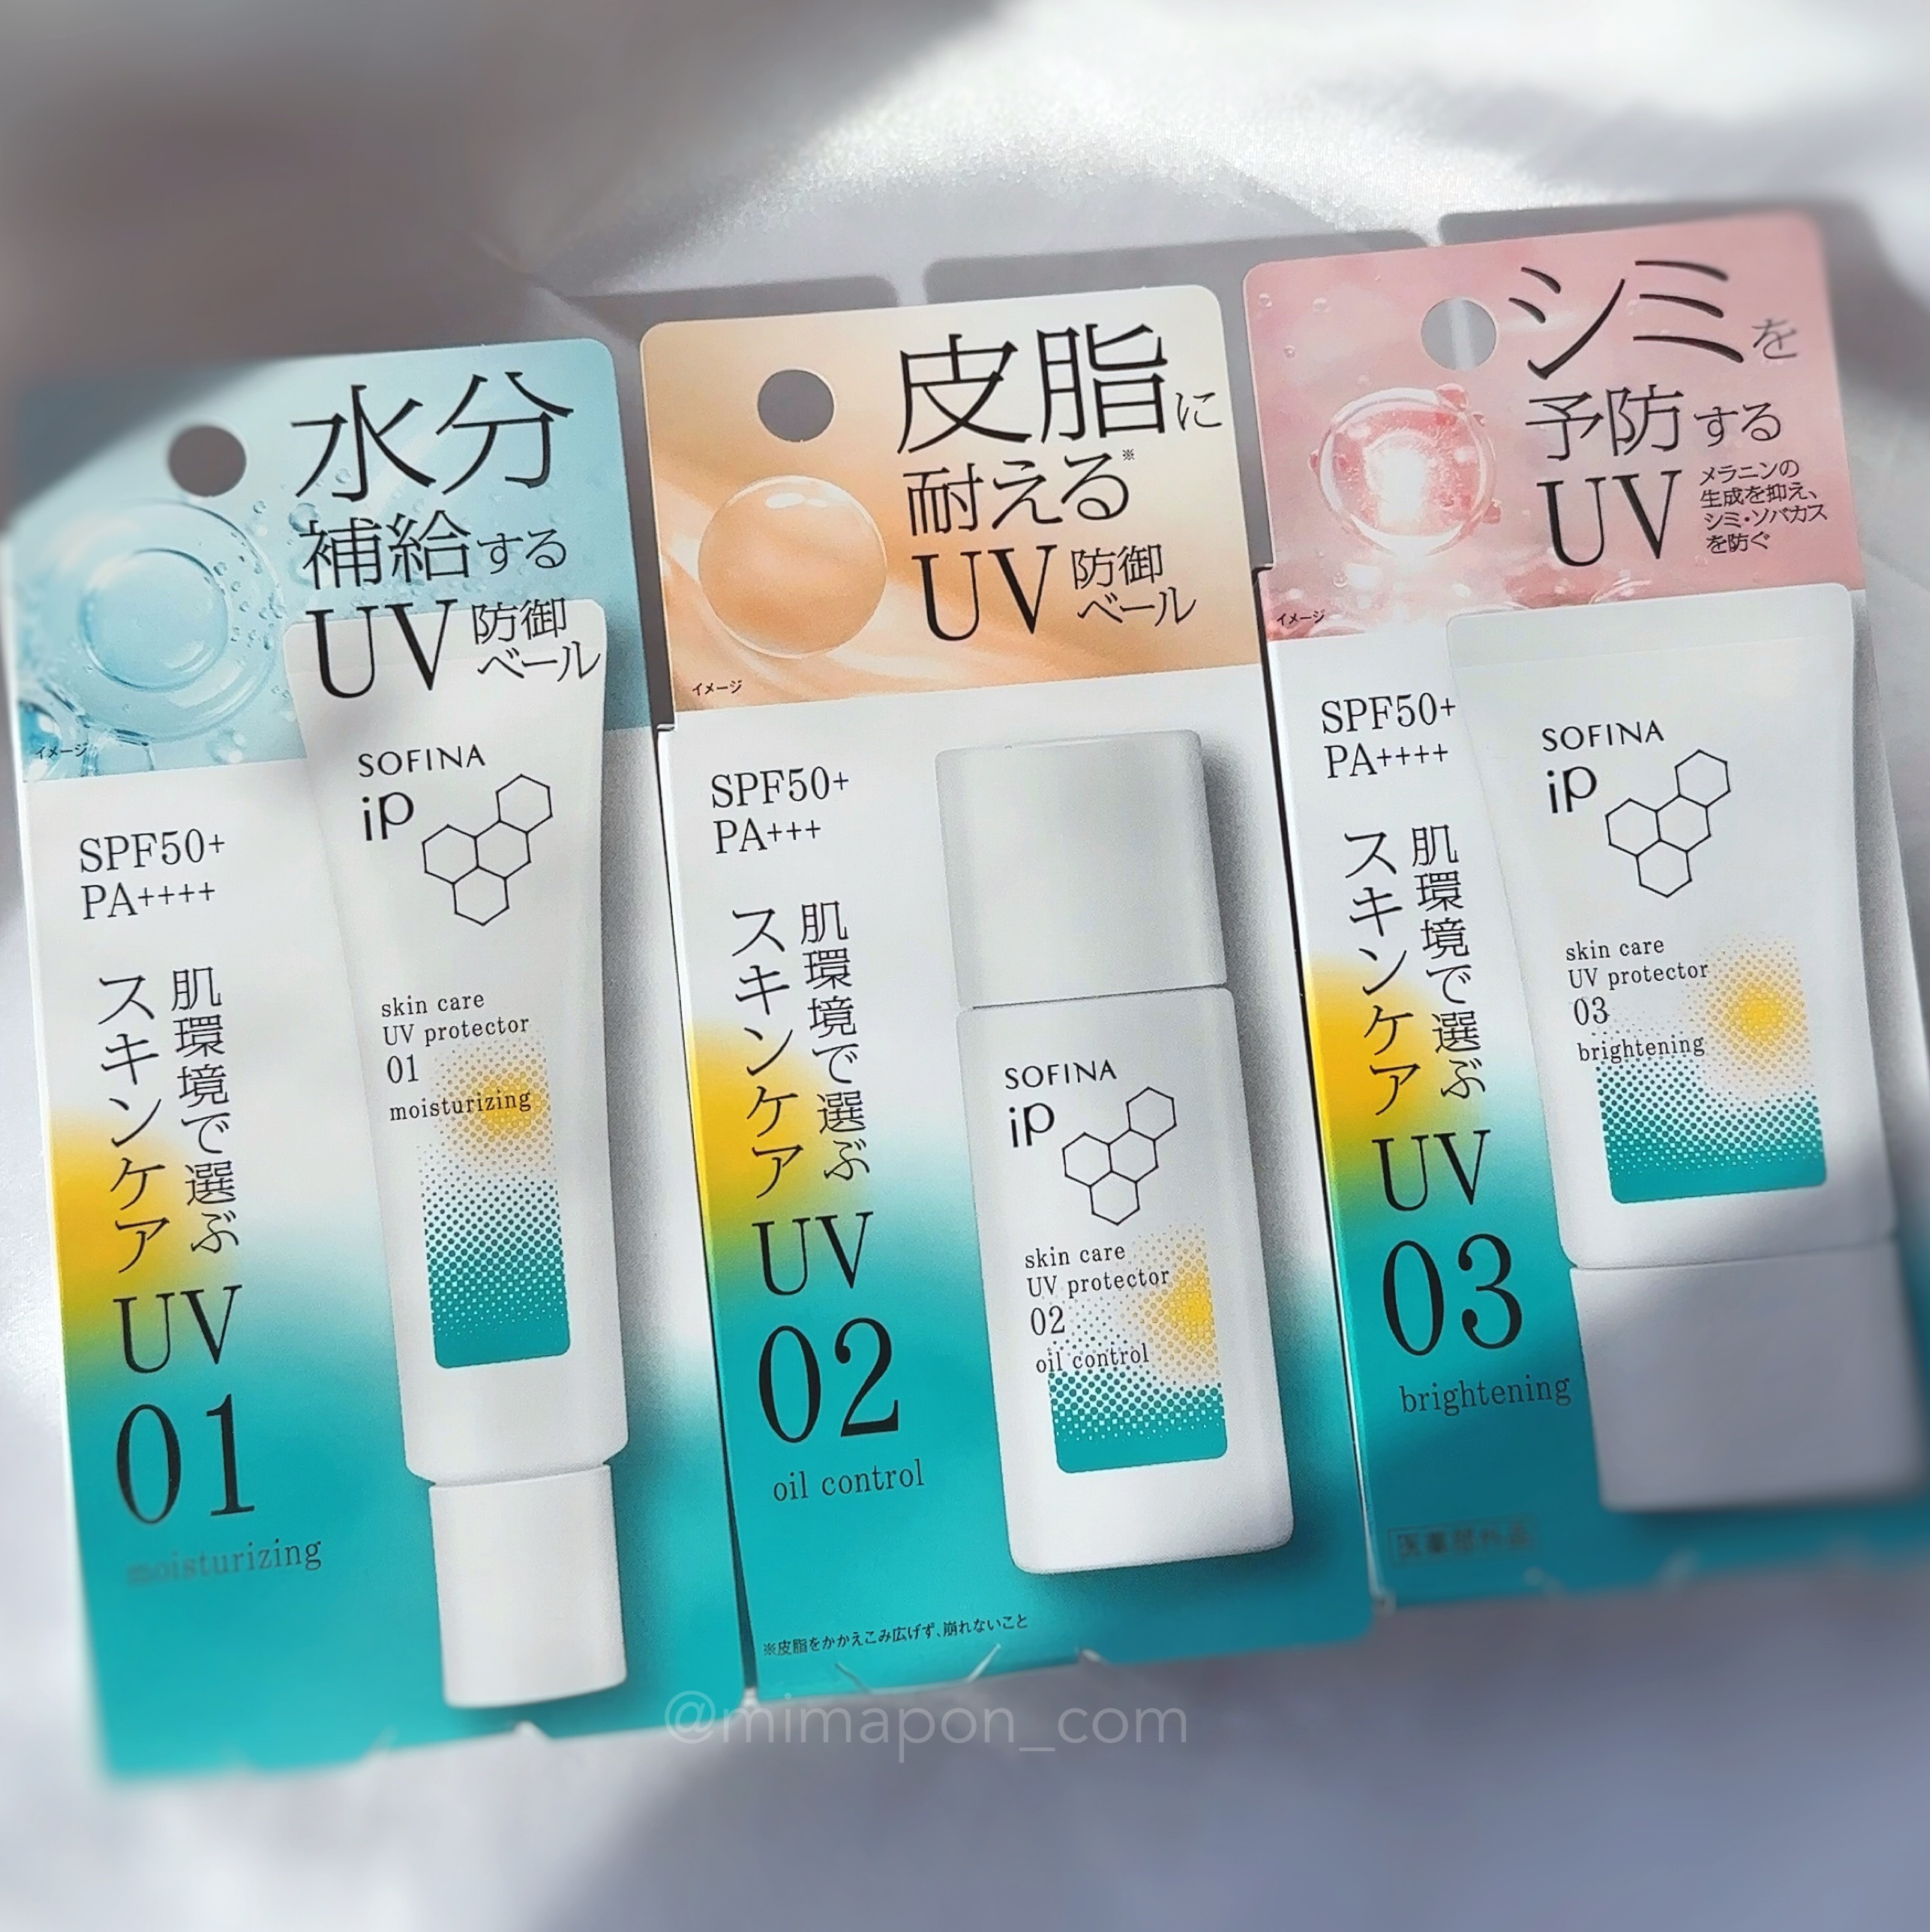 水分
補給する
UV 防御
ベール
イメージ
SPF50+
PA++++
肌環境で選ぶ
スキンケア UV
01
moisturizing
SOFINA
iP
skin care
UV protector
01
moisturizing
皮脂に
耐える※
UV 防御
ベール
イメージ
SPF50+
PA+++
肌環境で選ぶ
スキンケア UV
02
oil control
SOFINA
iP
skin care
UV protector
02
oil control
※皮脂をかかえこみ広げず、崩れないこと
シミを
予防する
UV
メラニンの
生成を抑え、
シミ・ソバカス
を防ぐ
イメージ
SPF50+
PA++++
肌環境で選ぶ
スキンケア UV
03
brightening
SOFINA
iP
skin care
UV protector
03
brightening
医薬部外品
@mimapon_com